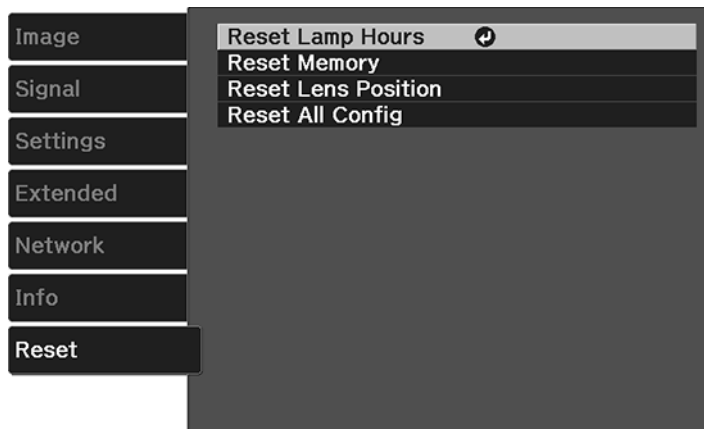 Image
Signal
Settings
Extended
Network
Info
Reset
Reset Lamp Hours
Reset Memory
Reset Lens Position
Reset All Config